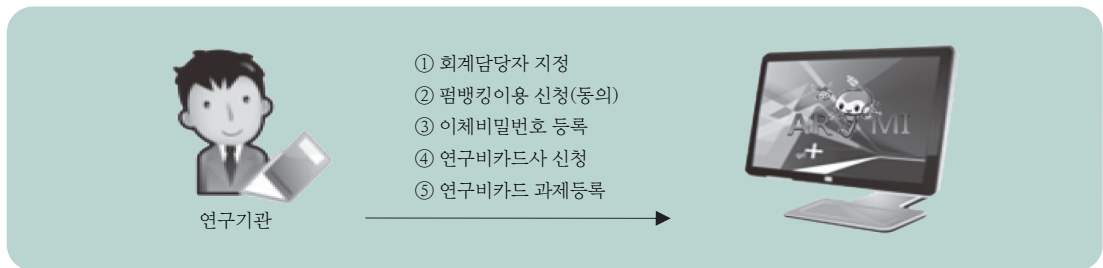 ① 회계담당자 지정
② 펌뱅킹이용 신청(동의)
③ 이체비밀번호 등록
④ 연구비카드사 신청
⑤ 연구비카드 과제등록
연구기관